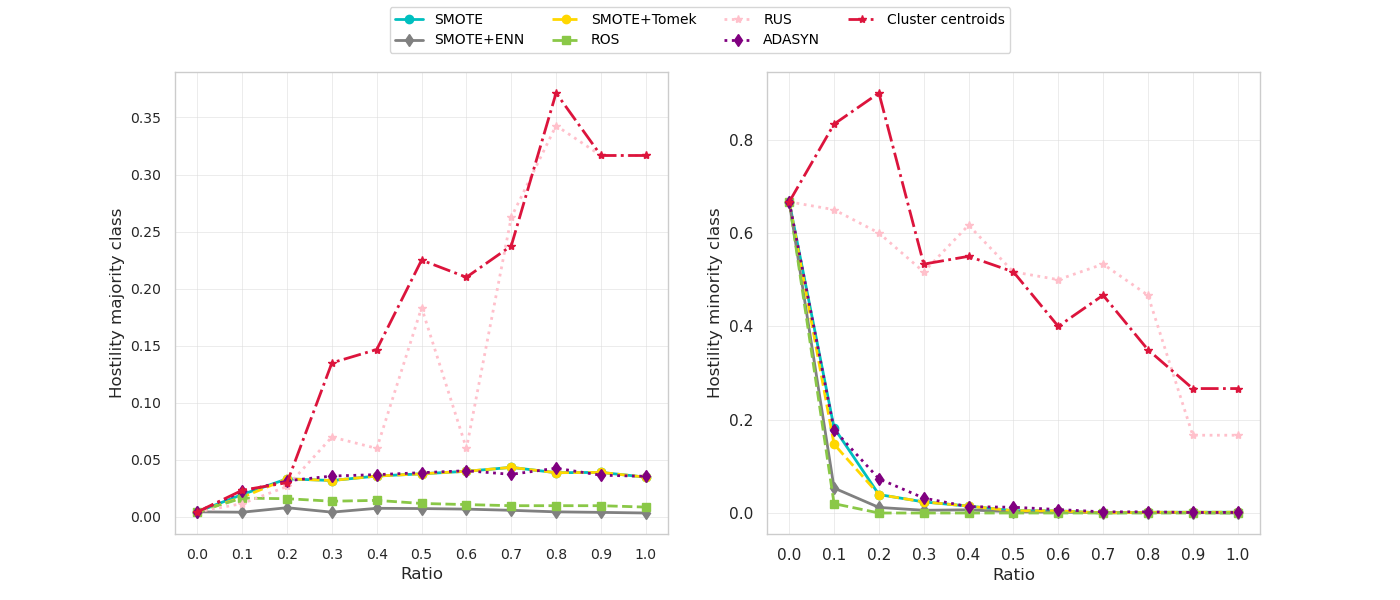 SMOTE
SMOTE+ENN
SMOTE+Tomek
ROS
RUS
ADASYN
Cluster centroids
Hostility majority class
0.35
0.30
0.25
0.20
0.15
0.10
0.05
0.00
0.0 0.1 0.2 0.3 0.4 0.5 0.6 0.7 0.8 0.9 1.0
Ratio
Hostility minority class
0.8
0.6
0.4
0.2
0.0
0.0 0.1 0.2 0.3 0.4 0.5 0.6 0.7 0.8 0.9 1.0
Ratio